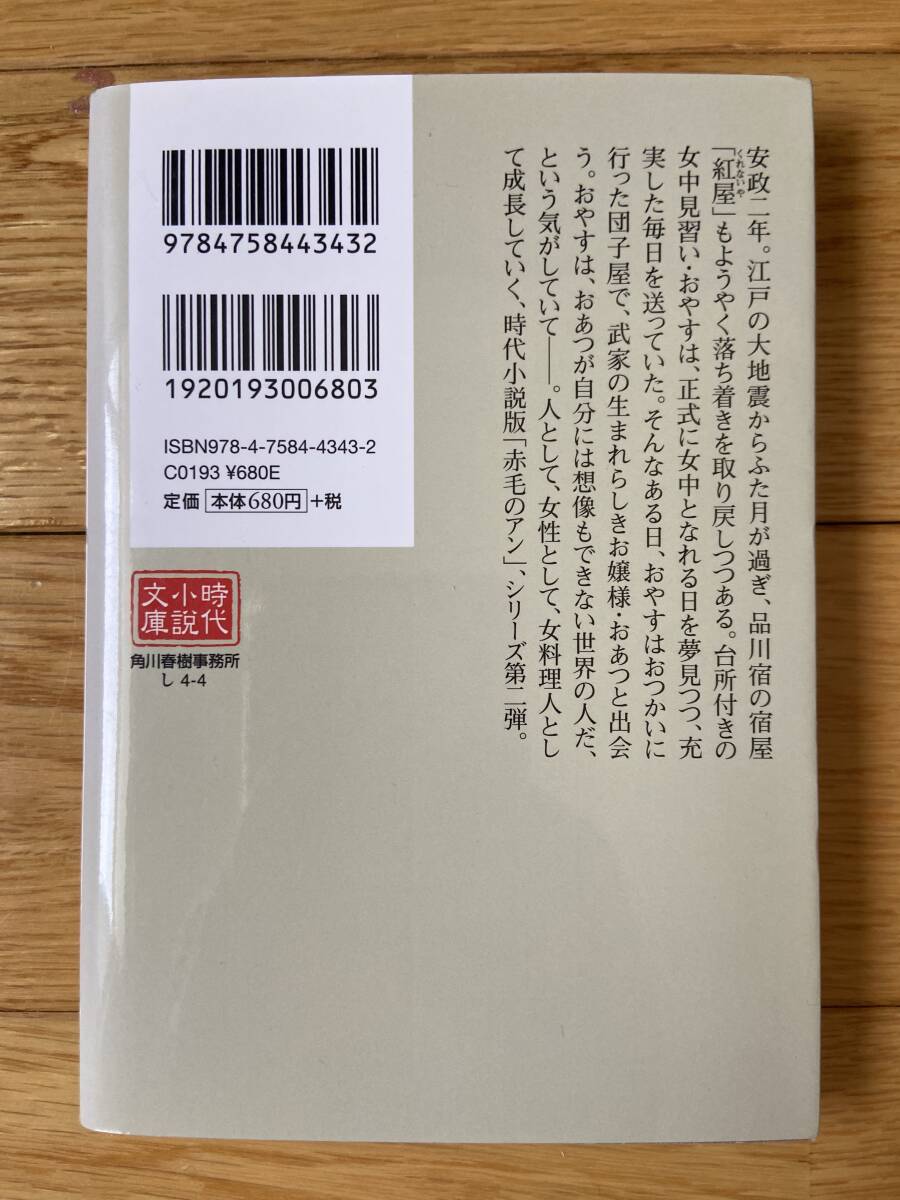 安政二年。江戸の大地震からふた月が過ぎ、品川宿の宿屋
「紅屋」もようやく落ち着きを取り戻しつつある。台所付きの
くれないや
女中見習い・おやすは、正式に女中となれる日を夢見つつ、充
実した毎日を送っていた。そんなある日、おやすはおつかいに
行った団子屋で、武家の生まれらしきお嬢様・おあつと出会
う。おやすは、おあつが自分には想像もできない世界の人だ、
という気がしていて――。人として、女性として、女料理人とし
て成長していく、時代小説版「赤毛のアン」、シリーズ第二弾。
9784758443432
1920193006803
ISBN978-4-7584-4343-2
C0193 ¥680E
定価 本体680円 +税
時代
小説
文庫
角川春樹事務所
し 4-4